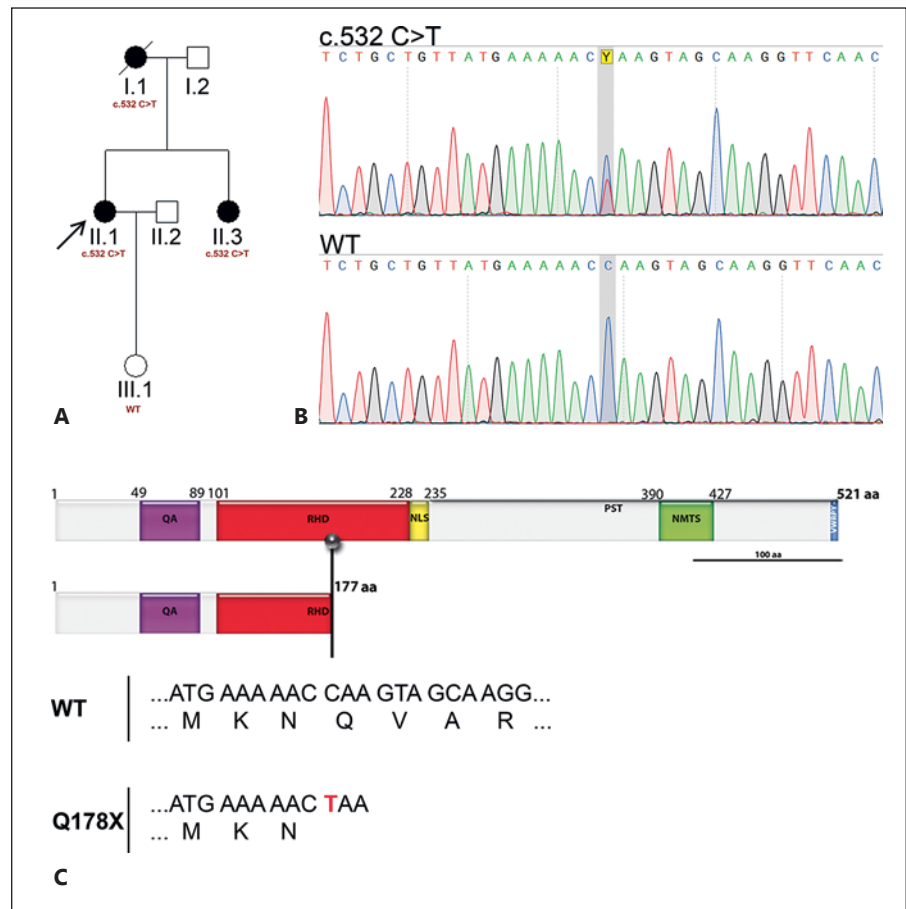 I.1
c.532 C>T
I.2
II.1
c.532 C>T
II.2
II.3
c.532 C>T
III.1
WT
A
c.532 C>T
T C T G C T G T T A T G A A A A A C Y A A G T A G C A A G G T T C A A C
WT
T C T G C T G T T A T G A A A A A C C A A G T A G C A A G G T T C A A C
B
1 49 89 101 228 235 390 427 521 aa
QA RHD NLS PST NMTS VWRPY
100 aa
1 177 aa
QA RHD
WT
...ATG AAA AAC CAA GTA GCA AGG...
... M K N Q V A R ...
Q178X
...ATG AAA AAC TAA
... M K N
C